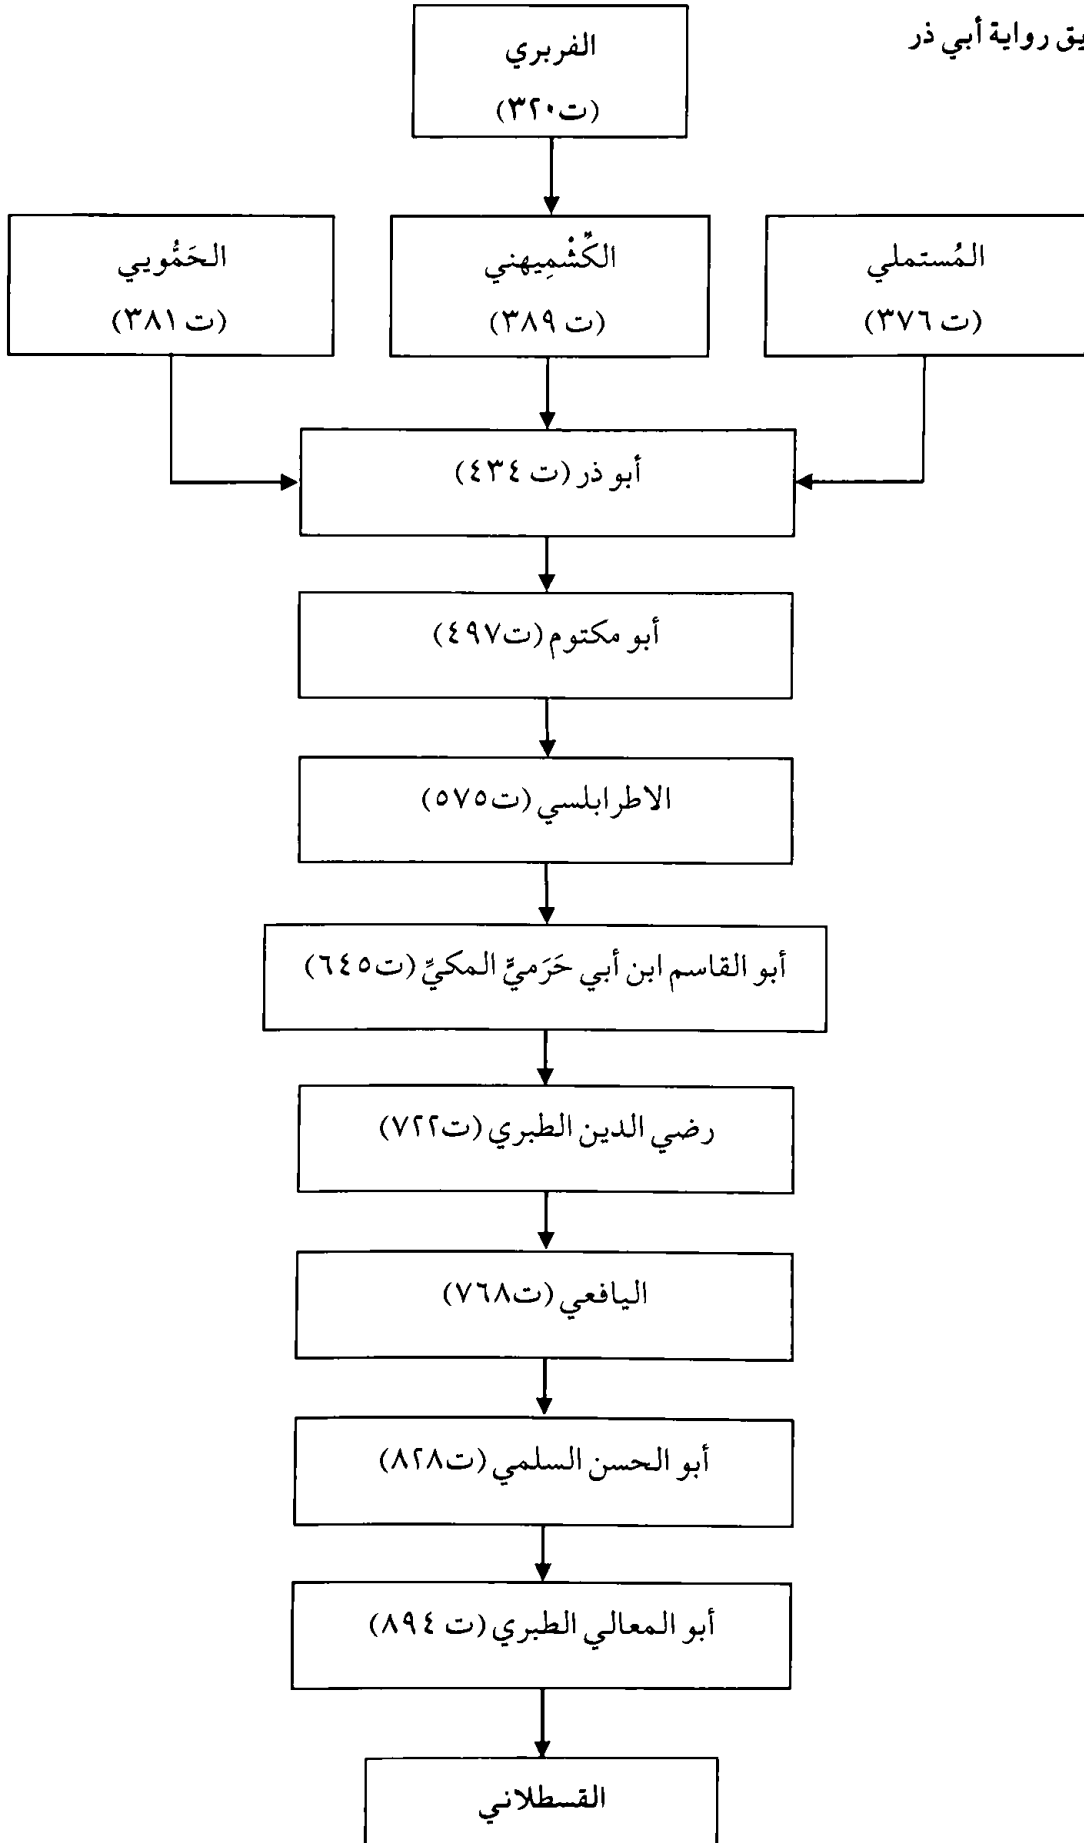 يق رواية أبي ذر
الفربري
(ت٣٢٠)
المُستملي
(ت ٣٧٦)
الكُِشْمِيهني
(ت ٣٨٩)
الحَمُّويي
(ت ٣٨١)
أبو ذر (ت ٤٣٤)
أبو مكتوم (ت٤٩٧)
الاطرابلسي (ت٥٧٥)
أبو القاسم ابن أبي حَرَميٍّ المكيِّ (ت٦٤٥)
رضي الدين الطبري (ت٧٢٢)
اليافعي (ت٧٦٨)
أبو الحسن السلمي (ت٨٢٨)
أبو المعالي الطبري (ت ٨٩٤)
القسطلاني